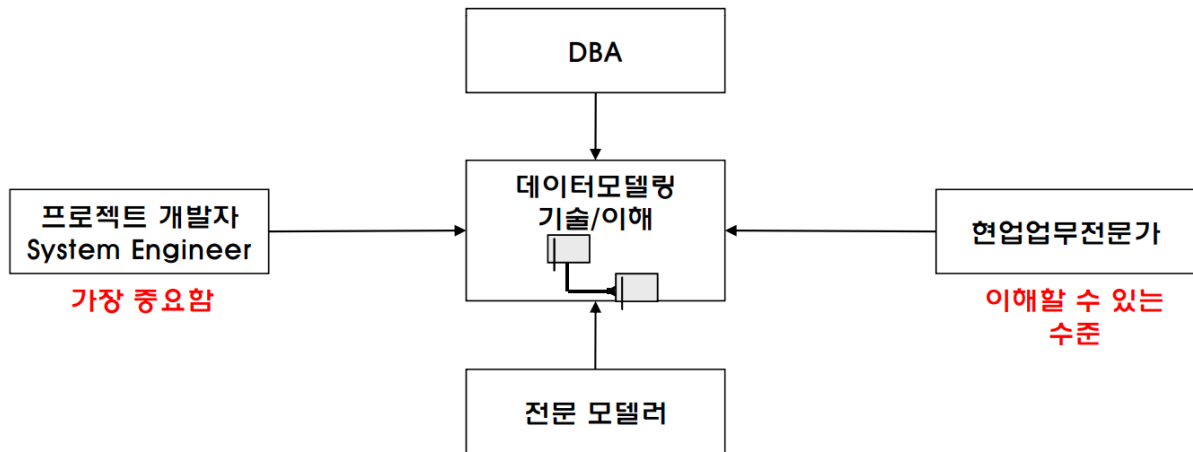 DBA
데이터모델링
기술/이해
프로젝트 개발자
System Engineer
가장 중요함
현업업무전문가
이해할 수 있는
수준
전문 모델러